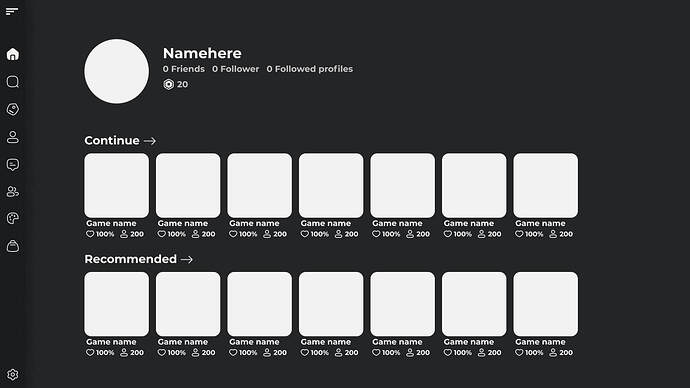 Namehere
0 Friends 0 Follower 0 Followed profiles
20
Continue
Game name Game name Game name Game name Game name Game name Game name
100% 200 100% 200 100% 200 100% 200 100% 200 100% 200 100% 200
Recommended
Game name Game name Game name Game name Game name Game name Game name
100% 200 100% 200 100% 200 100% 200 100% 200 100% 200 100% 200